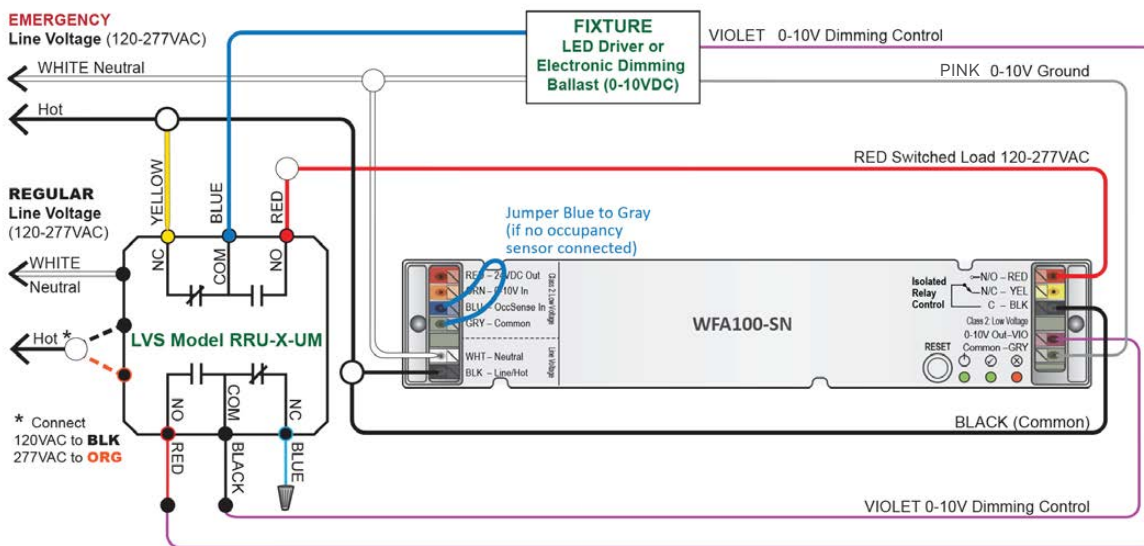 EMERGENCY
Line Voltage (120-277VAC)
WHITE Neutral
Hot
FIXTURE
LED Driver or
Electronic Dimming
Ballast (0-10VDC)
VIOLET 0-10V Dimming Control
PINK 0-10V Ground
RED Switched Load 120-277VAC
YELLOW
BLUE
RED
REGULAR
Line Voltage
(120-277VAC)
WHITE
Neutral
Hot *
NC
COM
NO
LVS Model RRU-X-UM
NO
COM
NC
RED
BLACK
BLUE
* Connect
120VAC to BLK
277VAC to ORG
Jumper Blue to Gray
(if no occupancy
sensor connected)
RED – 24VDC Out
ORN – 0-10V In
BLU – OccSense In
GRY – Common
Class 2 Low Voltage
WHT – Neutral
BLK – Line/Hot
Line Voltage
WFA100-SN
Isolated
Relay
Control
N/O – RED
N/C – YEL
C – BLK
Class 2 Low Voltage
0-10V Out–VIO
Common –GRY
RESET
BLACK (Common)
VIOLET 0-10V Dimming Control